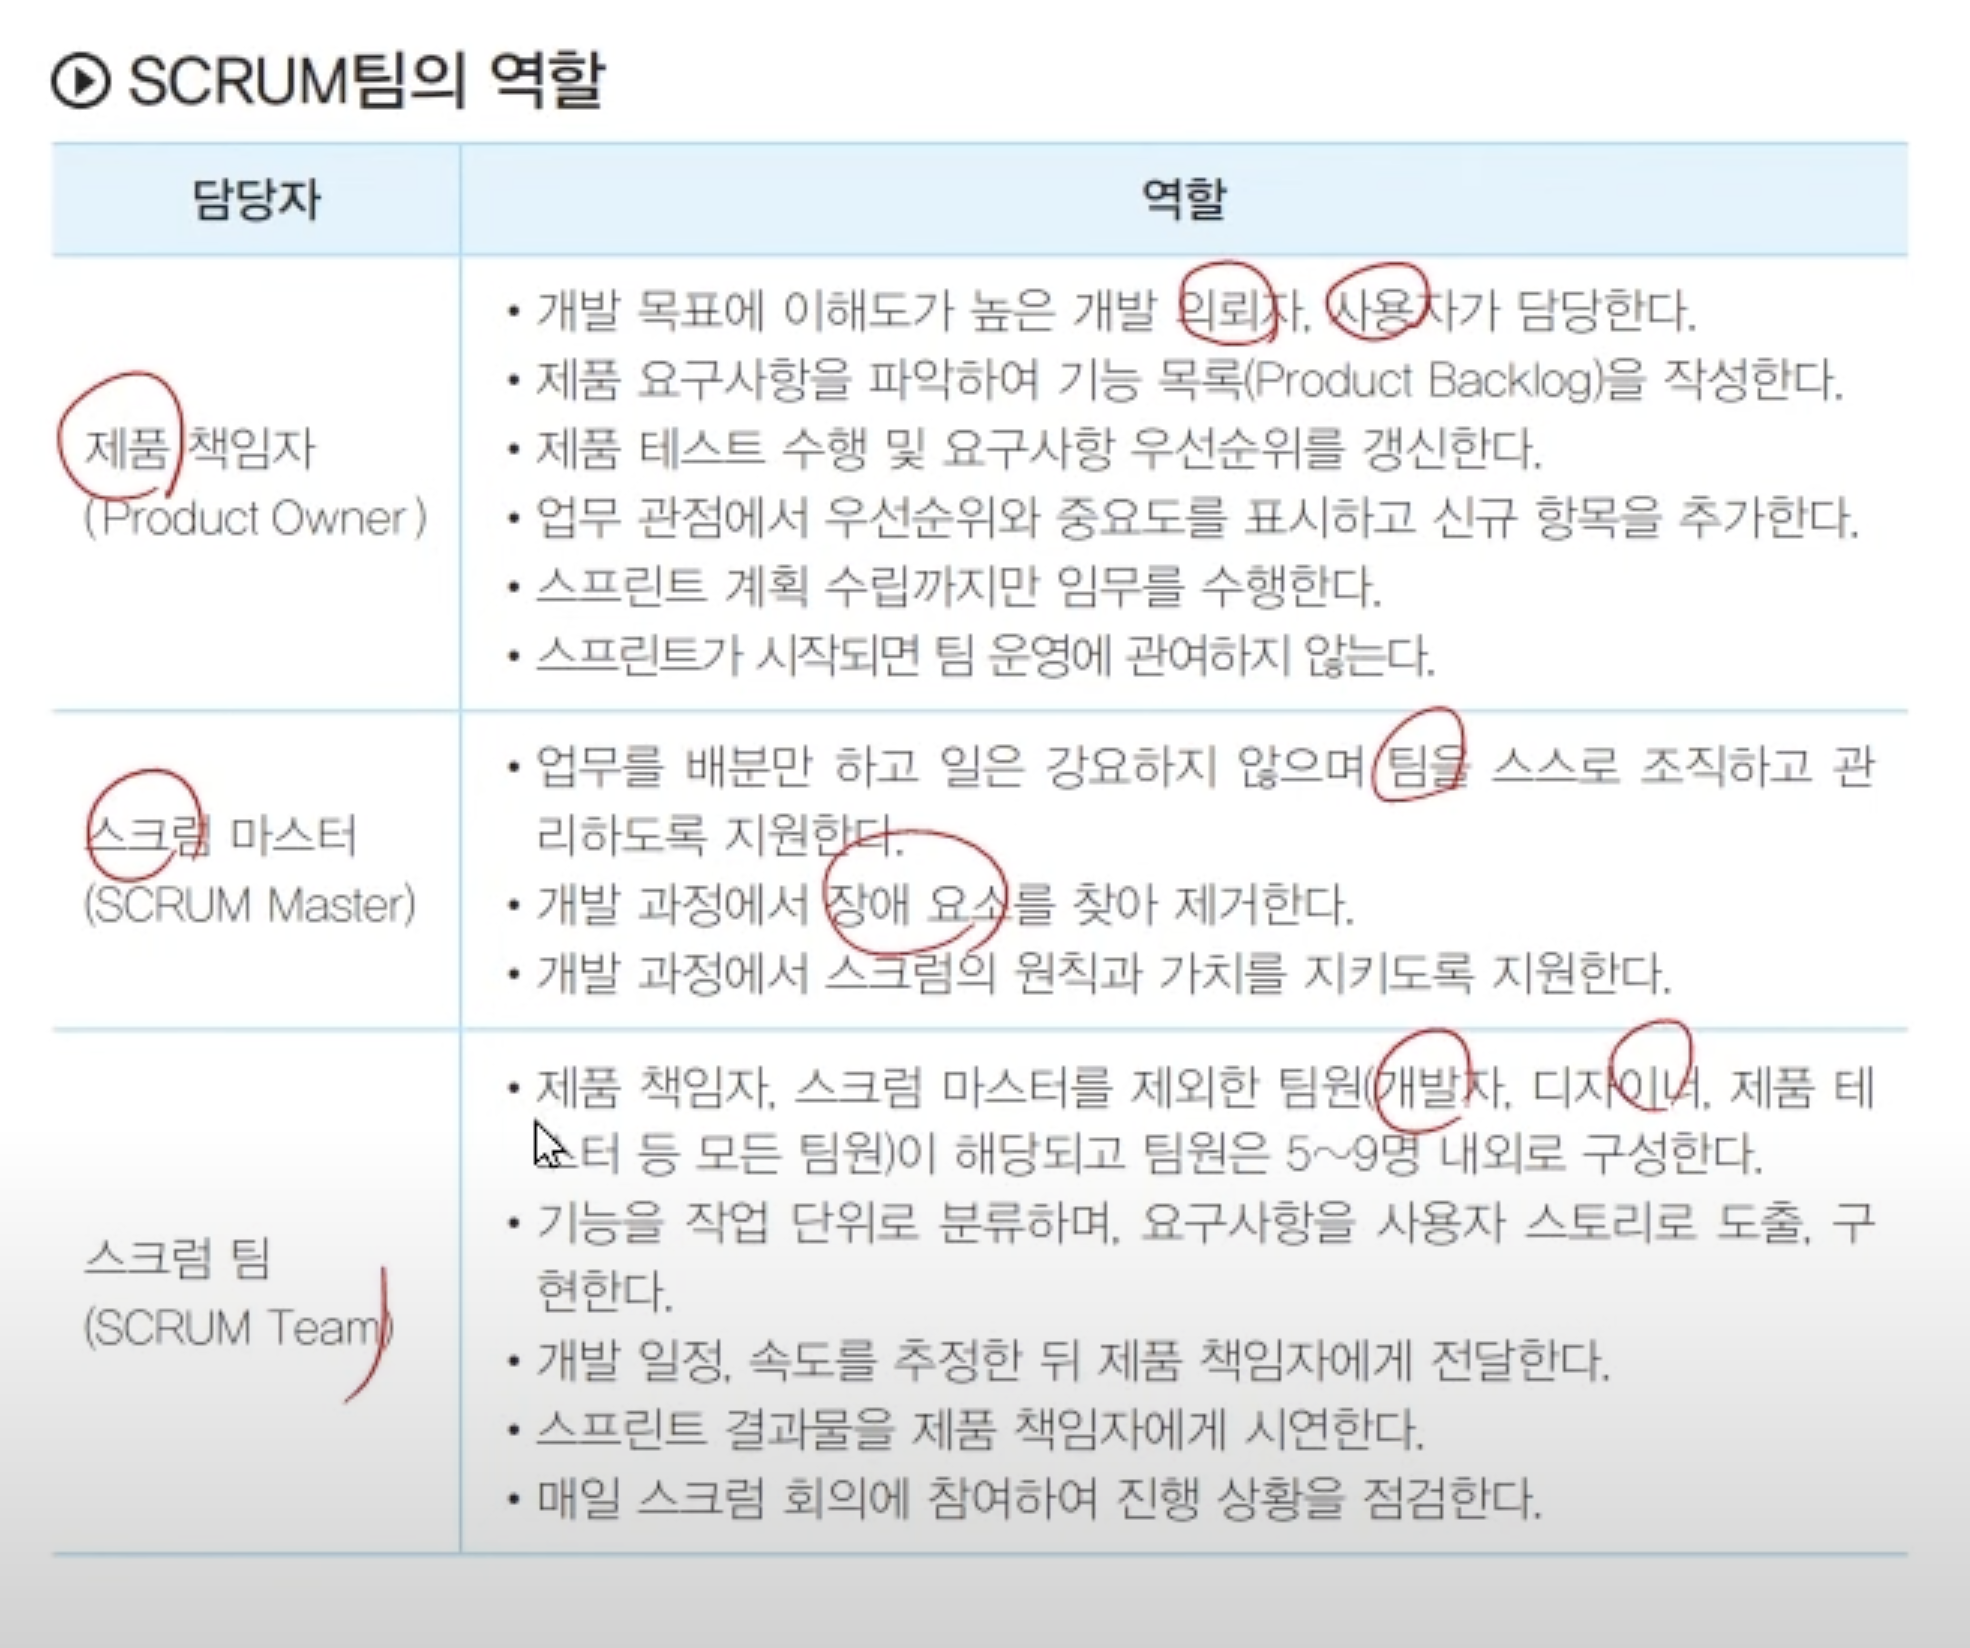 SCRUM팀의 역할
담당자 역할
제품 책임자
(Product Owner)
• 개발 목표에 이해도가 높은 개발 의뢰자, 사용자가 담당한다.
• 제품 요구사항을 파악하여 기능 목록(Product Backlog)을 작성한다.
• 제품 테스트 수행 및 요구사항 우선순위를 갱신한다.
• 업무 관점에서 우선순위와 중요도를 표시하고 신규 항목을 추가한다.
• 스프린트 계획 수립까지만 임무를 수행한다.
• 스프린트가 시작되면 팀 운영에 관여하지 않는다.
스크럼 마스터
(SCRUM Master)
• 업무를 배분만 하고 일은 강요하지 않으며 팀을 스스로 조직하고 관
리하도록 지원한다.
• 개발 과정에서 장애 요소를 찾아 제거한다.
• 개발 과정에서 스크럼의 원칙과 가치를 지키도록 지원한다.
스크럼 팀
(SCRUM Team)
• 제품 책임자, 스크럼 마스터를 제외한 팀원(개발자, 디자이너, 제품 테
스터 등 모든 팀원)이 해당되고 팀원은 5~9명 내외로 구성한다.
• 기능을 작업 단위로 분류하며, 요구사항을 사용자 스토리로 도출, 구
현한다.
• 개발 일정, 속도를 추정한 뒤 제품 책임자에게 전달한다.
• 스프린트 결과물을 제품 책임자에게 시연한다.
• 매일 스크럼 회의에 참여하여 진행 상황을 점검한다.